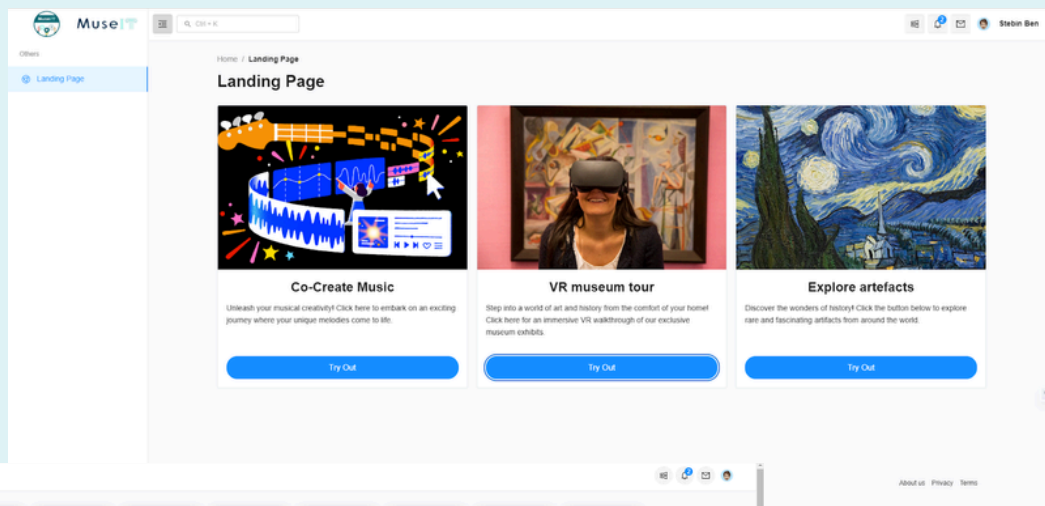 MuseIT
MuseIT
Ctrl + K
2
Stebin Ben
Others
Landing Page
Home / Landing Page
Landing Page
Co-Create Music
Unleash your musical creativity! Click here to embark on an exciting
journey where your unique melodies come to life.
Try Out
VR museum tour
Step into a world of art and history from the comfort of your home!
Click here for an immersive VR walkthrough of our exclusive
museum exhibits.
Try Out
Explore artefacts
Discover the wonders of history! Click the button below to explore
rare and fascinating artifacts from around the world.
Try Out
2
About us Privacy Terms